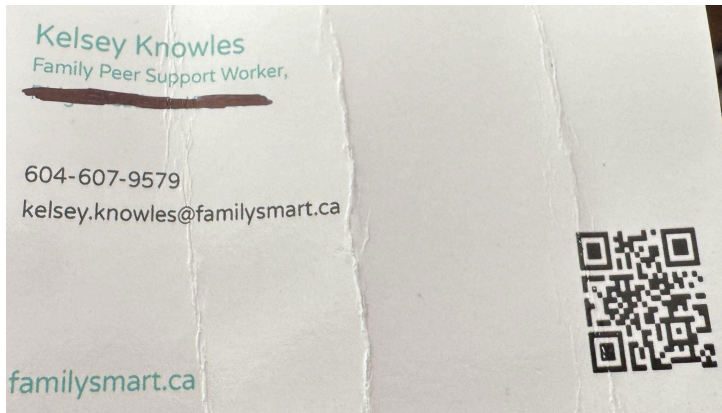 Kelsey Knowles
Family Peer Support Worker,
604-607-9579
kelsey.knowles@familysmart.ca
familysmart.ca